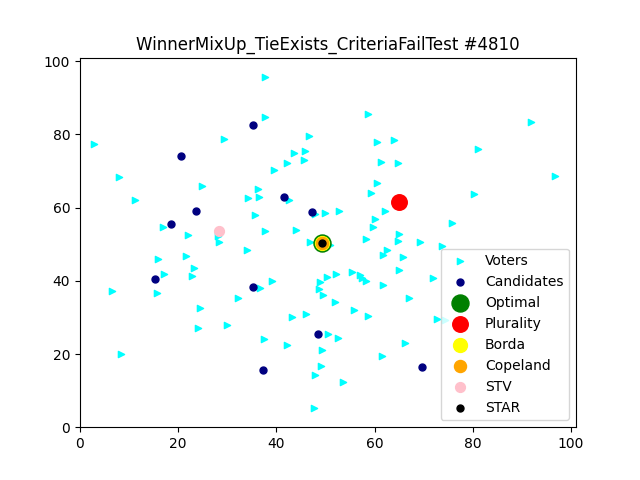 WinnerMixUp_TieExists_CriteriaFailTest #4810
100
80
60
40
20
0
0 20 40 60 80 100
Voters
Candidates
Optimal
Plurality
Borda
Copeland
STV
STAR